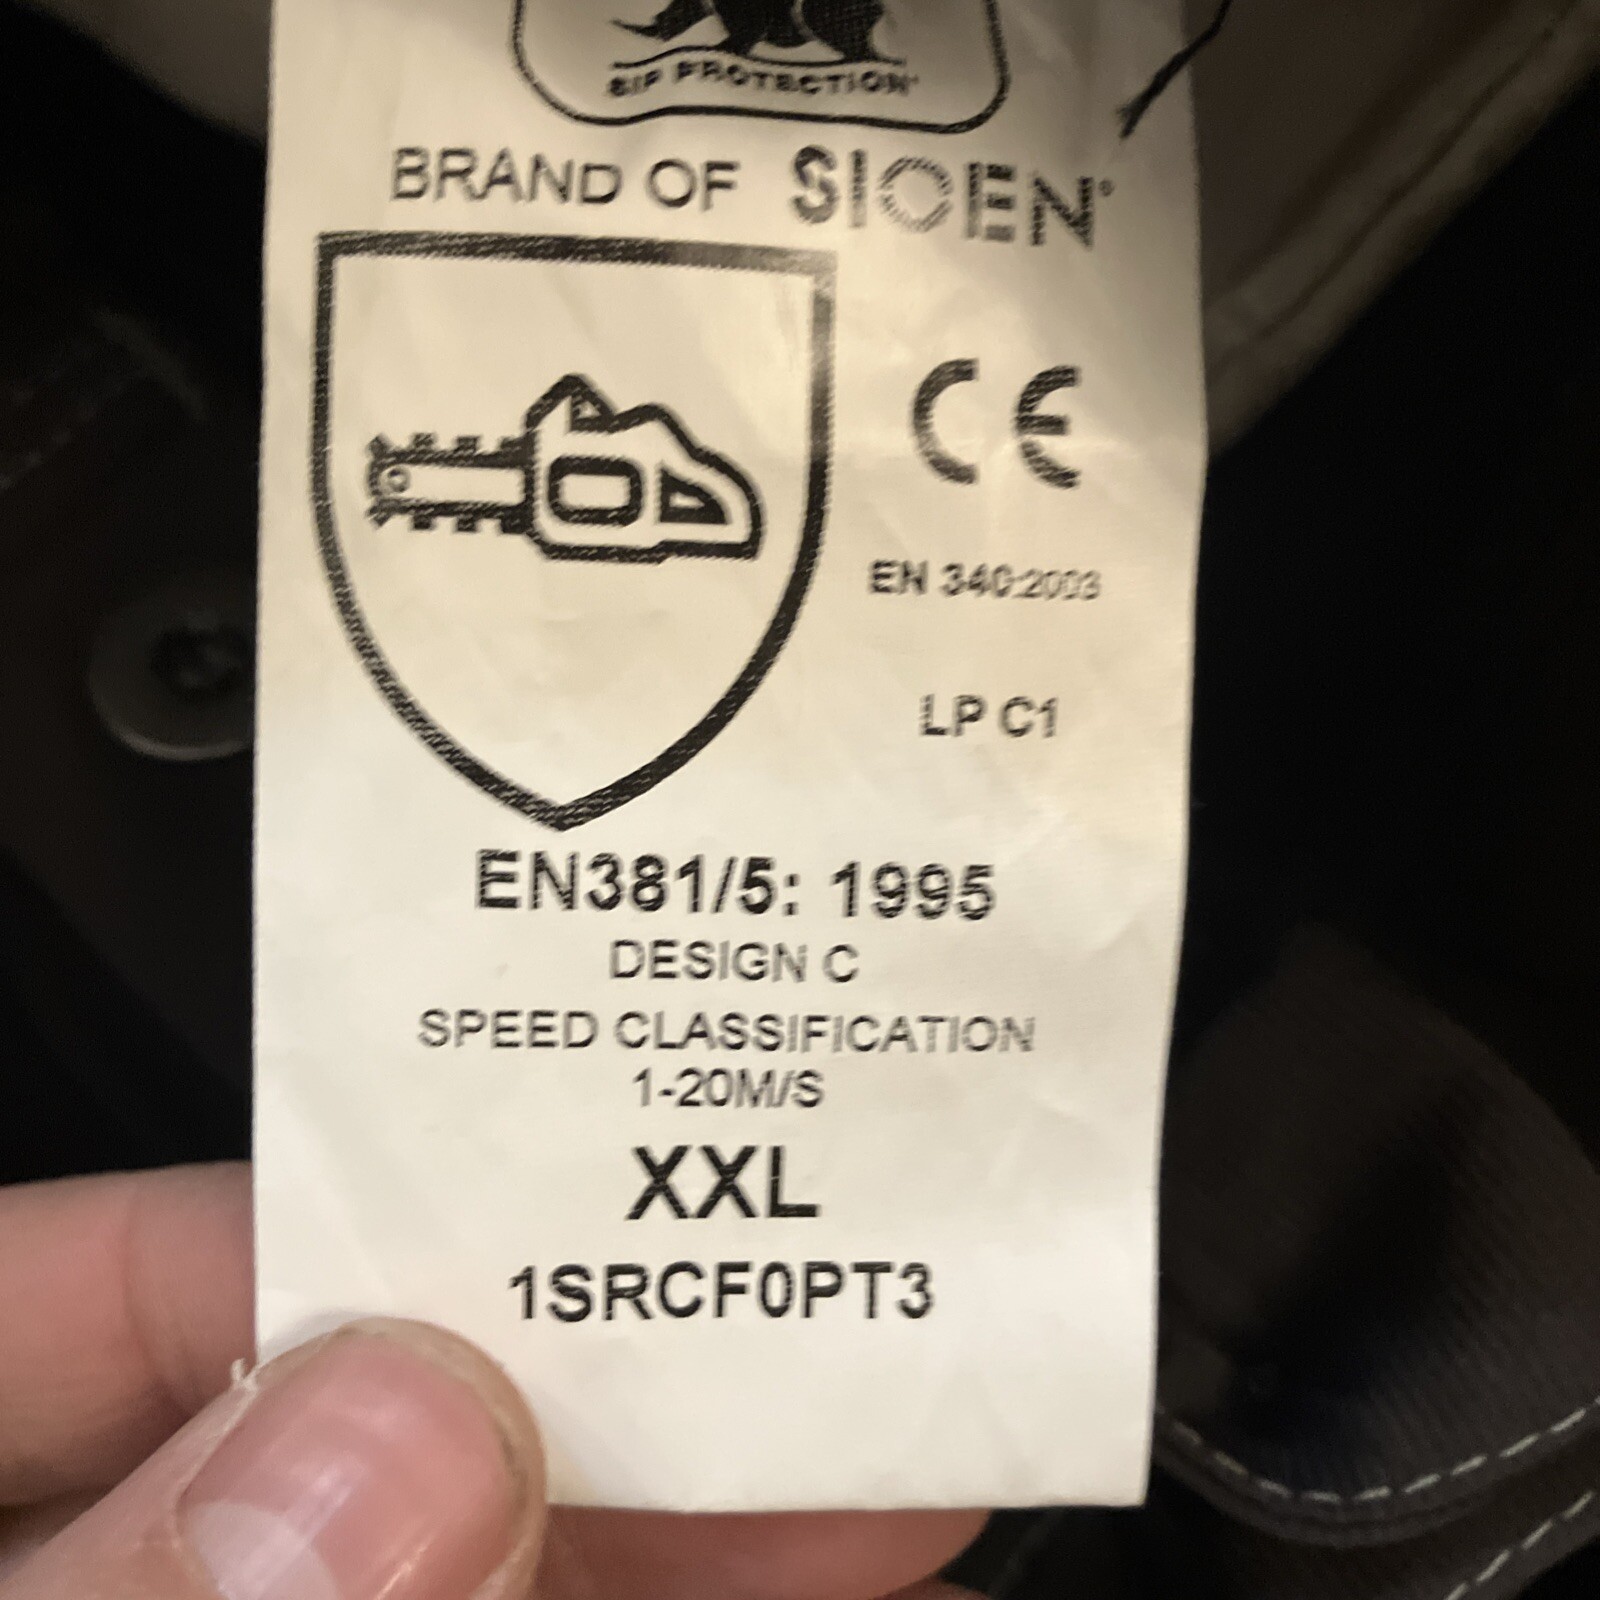 SIP PROTECTION
BRAND OF SIOEN®
CE
EN 340:2003
LP C1
EN381/5: 1995
DESIGN C
SPEED CLASSIFICATION
1-20M/S
XXL
1SRCF0PT3